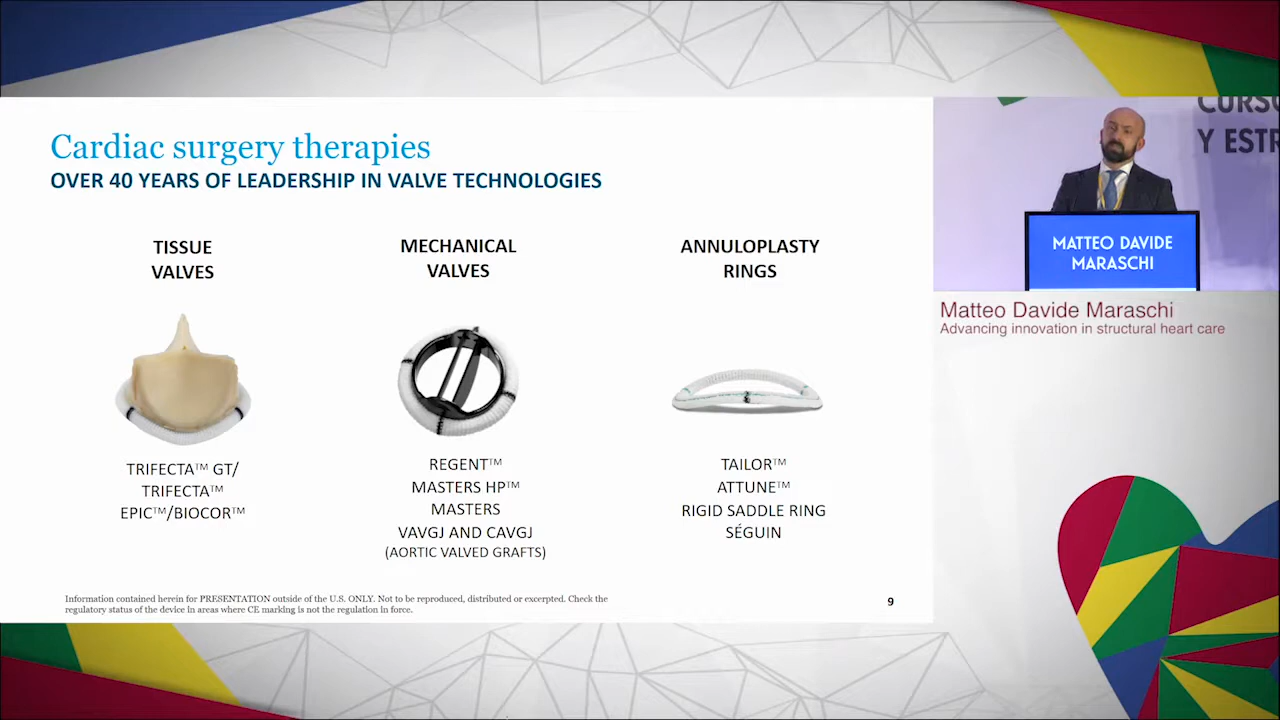 Cardiac surgery therapies
OVER 40 YEARS OF LEADERSHIP IN VALVE TECHNOLOGIES
TISSUE
VALVES
TRIFECTA™ GT/
TRIFECTA™
EPIC™/BIOCOR™
MECHANICAL
VALVES
REGENT™
MASTERS HP™
MASTERS
VAVGJ AND CAVGJ
(AORTIC VALVED GRAFTS)
ANNULOPLASTY
RINGS
TAILOR™
ATTUNE™
RIGID SADDLE RING
SÉGUIN
Information contained herein for PRESENTATION outside of the U.S. ONLY. Not to be reproduced, distributed or excerpted. Check the
regulatory status of the device in areas where CE marking is not the regulation in force.
9
Y ESTR
MATTEO DAVIDE
MARASCHI
Matteo Davide Maraschi
Advancing innovation in structural heart care